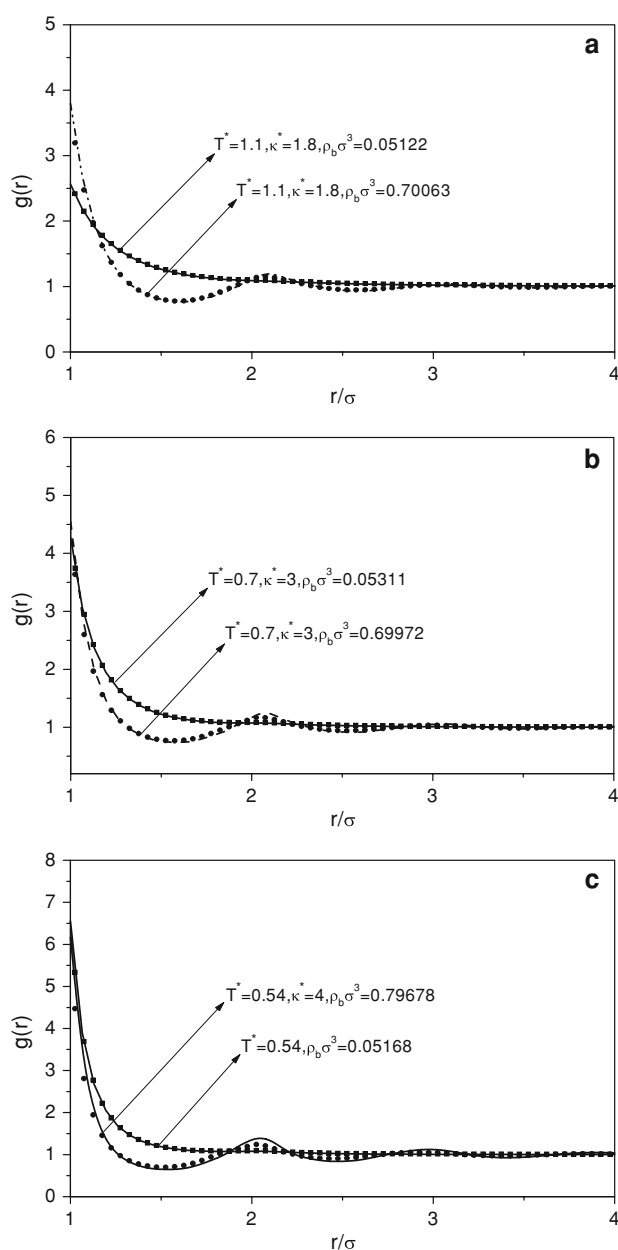 a
5
4
3
2
1
0
g(r)
T*=1.1,κ*=1.8,ρbσ3=0.05122
T*=1.1,κ*=1.8,ρbσ3=0.70063
1 2 3 4
r/σ
b
6
5
4
3
2
1
g(r)
T*=0.7,κ*=3,ρbσ3=0.05311
T*=0.7,κ*=3,ρbσ3=0.69972
1 2 3 4
r/σ
c
8
7
6
5
4
3
2
1
0
g(r)
T*=0.54,κ*=4,ρbσ3=0.79678
T*=0.54,ρbσ3=0.05168
1 2 3 4
r/σ